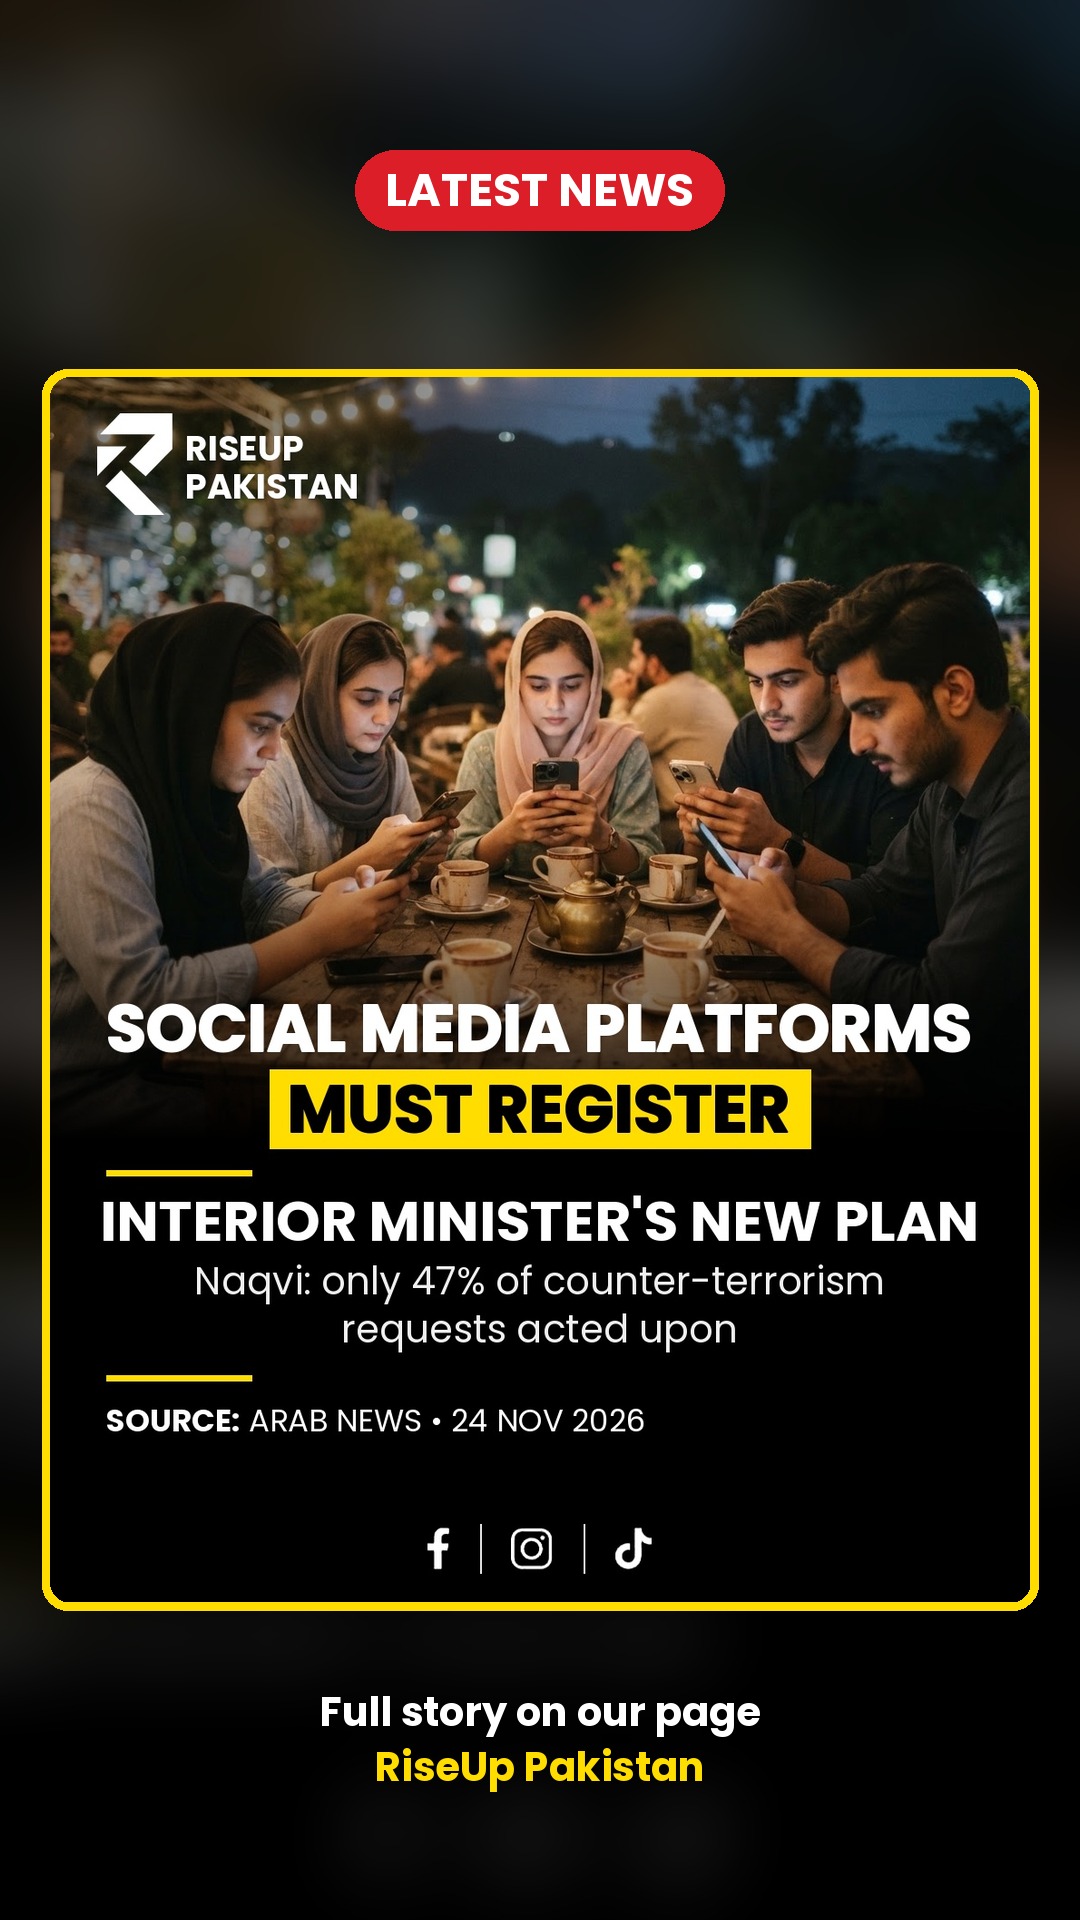 LATEST NEWS
RISEUP
PAKISTAN
SOCIAL MEDIA PLATFORMS
MUST REGISTER
INTERIOR MINISTER'S NEW PLAN
Naqvi: only 47% of counter-terrorism
requests acted upon
SOURCE: ARAB NEWS • 24 NOV 2026
Full story on our page
RiseUp Pakistan